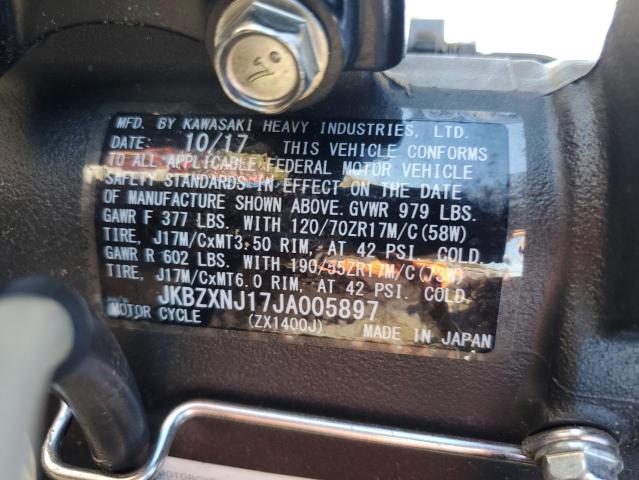 MFD. BY KAWASAKI HEAVY INDUSTRIES, LTD.
DATE: 10/17 THIS VEHICLE CONFORMS
TO ALL APPLICABLE FEDERAL MOTOR VEHICLE
SAFETY STANDARDS IN EFFECT ON THE DATE
OF MANUFACTURE SHOWN ABOVE. GVWR 979 LBS.
GAWR F 377 LBS. WITH 120/70ZR17M/C(58W)
TIRE, J17M/CxMT3.50 RIM, AT 42 PSI. COLD.
GAWR R 602 LBS. WITH 190/55ZR17M/C(73W)
TIRE, J17M/CxMT6.0 RIM, AT 42 PSI. COLD.
JKBZXNJ17JA005897
MOTOR CYCLE (ZX1400J) MADE IN JAPAN